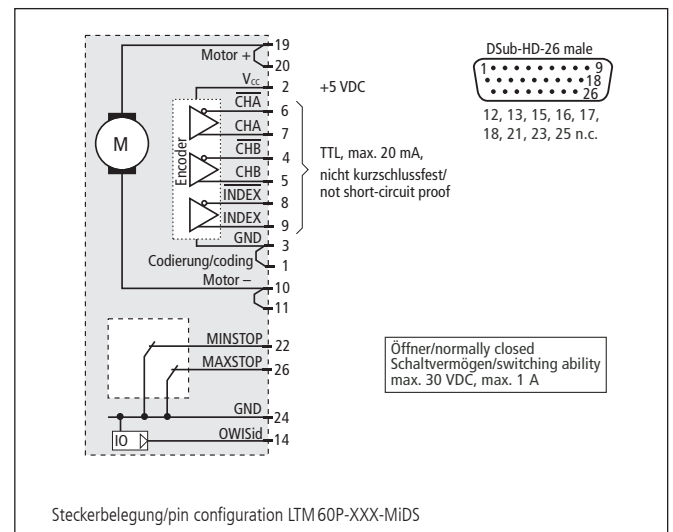 Motor + 19
20
DSub-HD-26 male
1 9
18
26
V_CC 2 +5 VDC
C̅H̅A̅ 6
CHA 7
C̅H̅B̅ 4
CHB 5
I̅N̅D̅E̅X̅ 8
INDEX 9
GND 3
Codierung/coding 1
Motor – 10
11
12, 13, 15, 16, 17,
18, 21, 23, 25 n.c.
M
Encoder
TTL, max. 20 mA,
nicht kurzschlussfest/
not short-circuit proof
MINSTOP 22
MAXSTOP 26
Öffner/normally closed
Schaltvermögen/switching ability
max. 30 VDC, max. 1 A
GND 24
IO OWISid 14
Steckerbelegung/pin configuration LTM 60P-XXX-MiDS